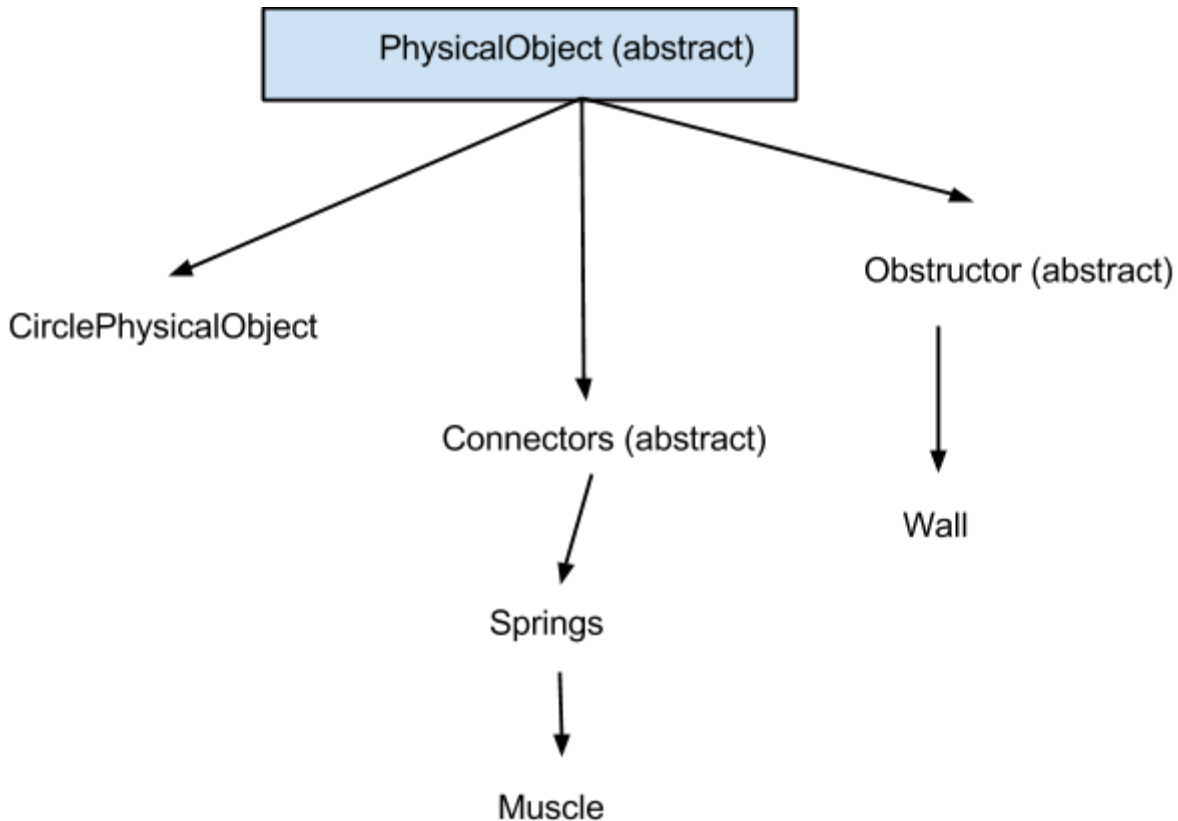 PhysicalObject (abstract)
Obstructor (abstract)
CirclePhysicalObject
Connectors (abstract)
Wall
Springs
Muscle